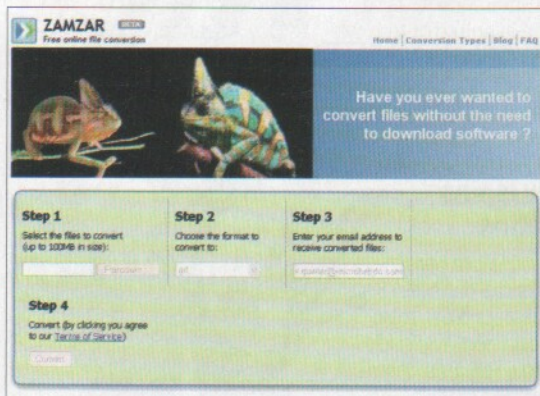 ZAMZAR BETA
Free online file conversion
Home | Conversion Types | Blog | FAQ
Have you ever wanted to
convert files without the need
to download software ?
Step 1
Select the files to convert
(up to 100MB in size):
Step 2
Choose the format to
convert to:
Step 3
Enter your email address to
receive converted files:
Step 4
Convert (by clicking you agree
to our Terms of Service)
Convert